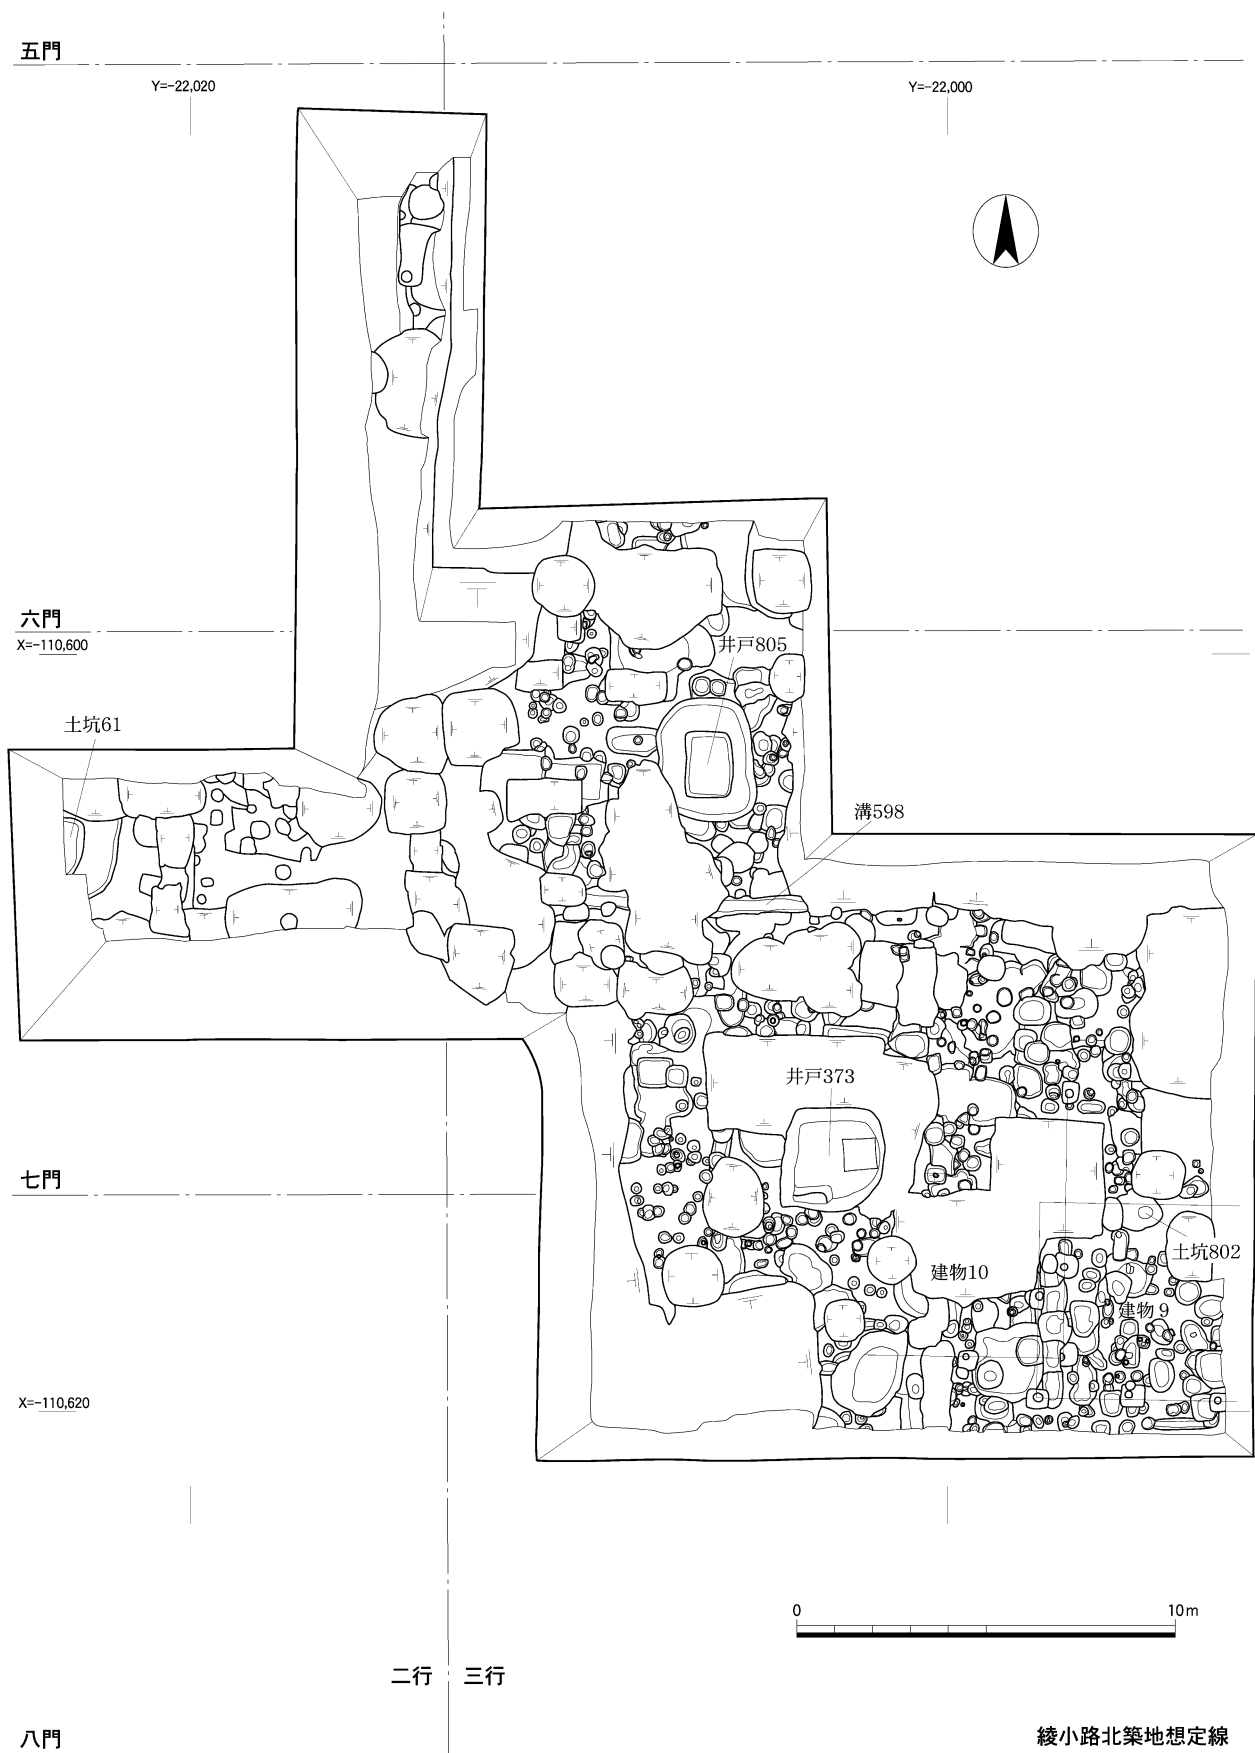 五門
Y=-22,020
Y=-22,000
六門
X=-110,600
井戸805
土坑61
溝598
井戸373
七門
土坑802
建物10
建物9
X=-110,620
0 10m
二行 三行
八門
綾小路北築地想定線